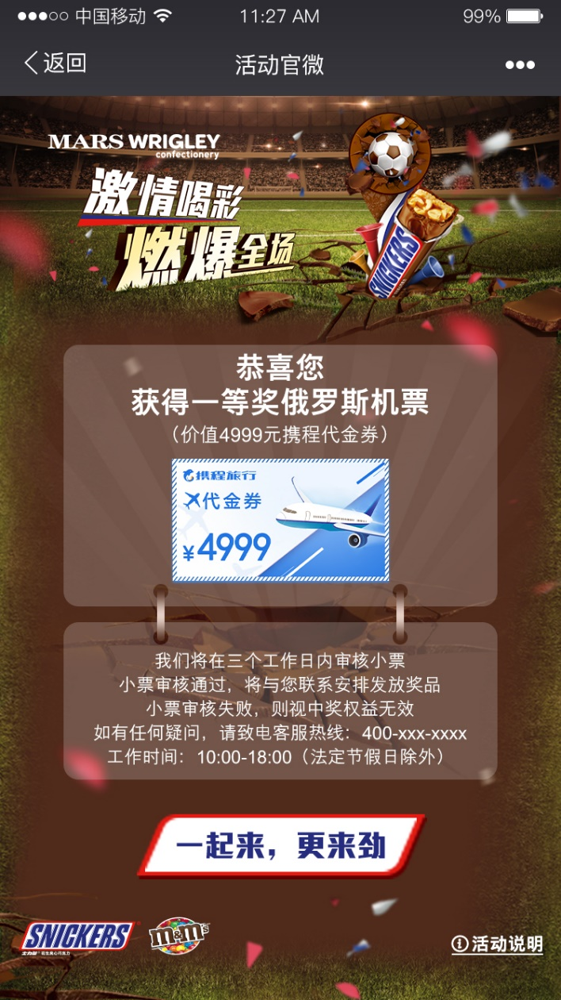 中国移动 11:27 AM 99%
返回 活动官微
MARS WRIGLEY
confectionery
激情喝彩
燃爆全场
SNICKERS
恭喜您
获得一等奖俄罗斯机票
（价值4999元携程代金券）
携程旅行
代金券
¥4999
我们将在三个工作日内审核小票
小票审核通过，将与您联系安排发放奖品
小票审核失败，则视中奖权益无效
如有任何疑问，请致电客服热线：400-xxx-xxxx
工作时间：10:00-18:00（法定节假日除外）
一起来，更来劲
SNICKERS m&m's
活动说明